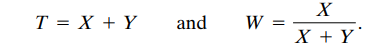 T = X + Y and W = X / (X + Y).